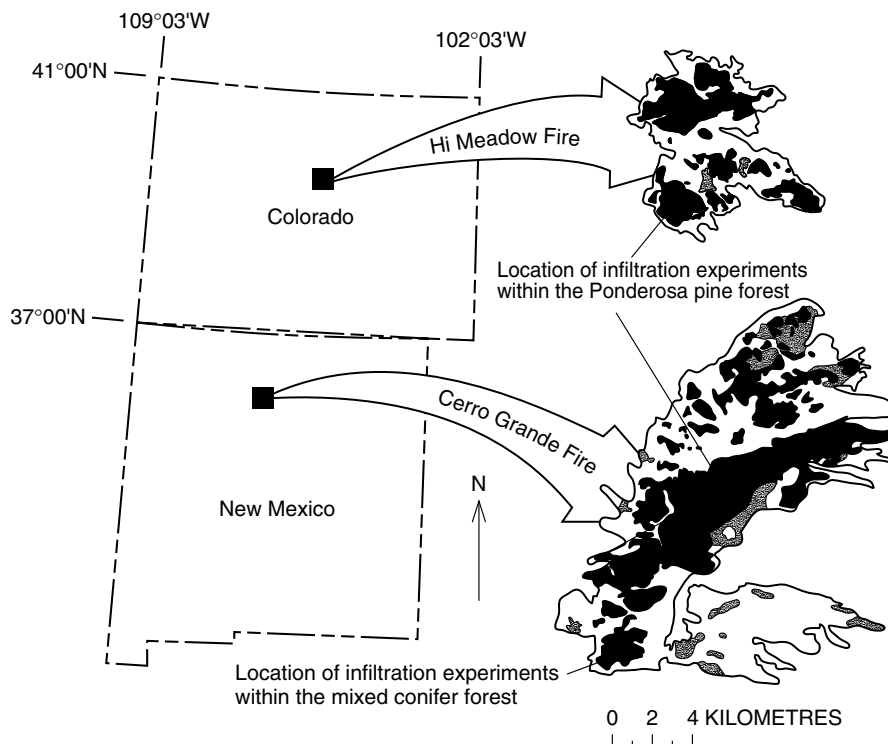 109°03'W
102°03'W
41°00'N
Hi Meadow Fire
Colorado
Location of infiltration experiments
within the Ponderosa pine forest
37°00'N
Cerro Grande Fire
N
New Mexico
Location of infiltration experiments
within the mixed conifer forest
0 2 4 KILOMETRES